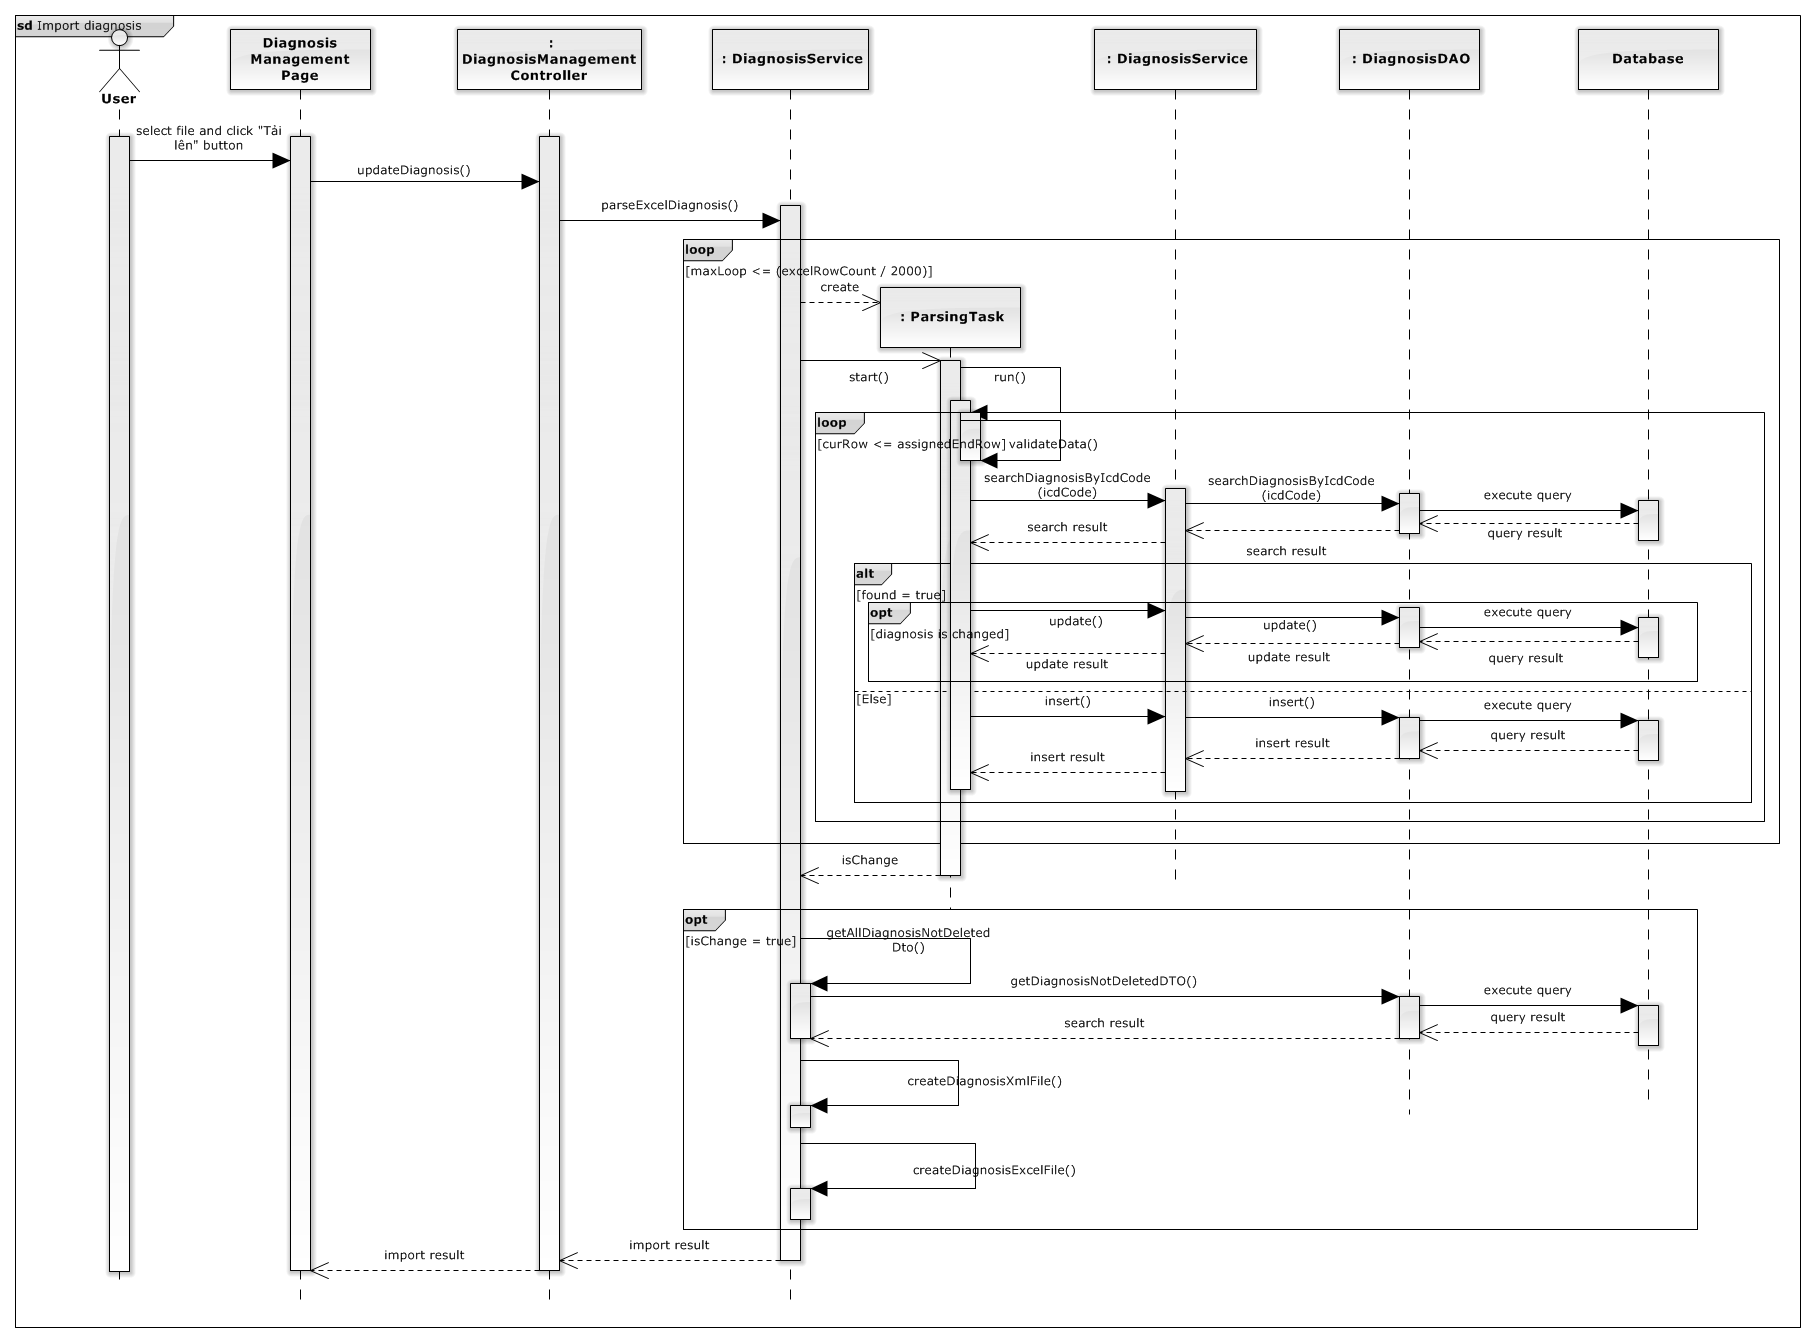 sd Import diagnosis
User
Diagnosis
Management
Page
:
DiagnosisManagement
Controller
: DiagnosisService
: DiagnosisService
: DiagnosisDAO
Database
select file and click "Tải
lên" button
updateDiagnosis()
parseExcelDiagnosis()
loop
[maxLoop <= (excelRowCount / 2000)]
create
: ParsingTask
start()
run()
loop
[curRow <= assignedEndRow]
validateData()
searchDiagnosisByIcdCode
(icdCode)
searchDiagnosisByIcdCode
(icdCode)
execute query
search result
query result
search result
alt
[found = true]
opt
[diagnosis is changed]
update()
update()
execute query
update result
update result
query result
[Else]
insert()
insert()
execute query
insert result
insert result
query result
isChange
opt
[isChange = true]
getAllDiagnosisNotDeleted
Dto()
getDiagnosisNotDeletedDTO()
execute query
search result
query result
createDiagnosisXmlFile()
createDiagnosisExcelFile()
import result
import result